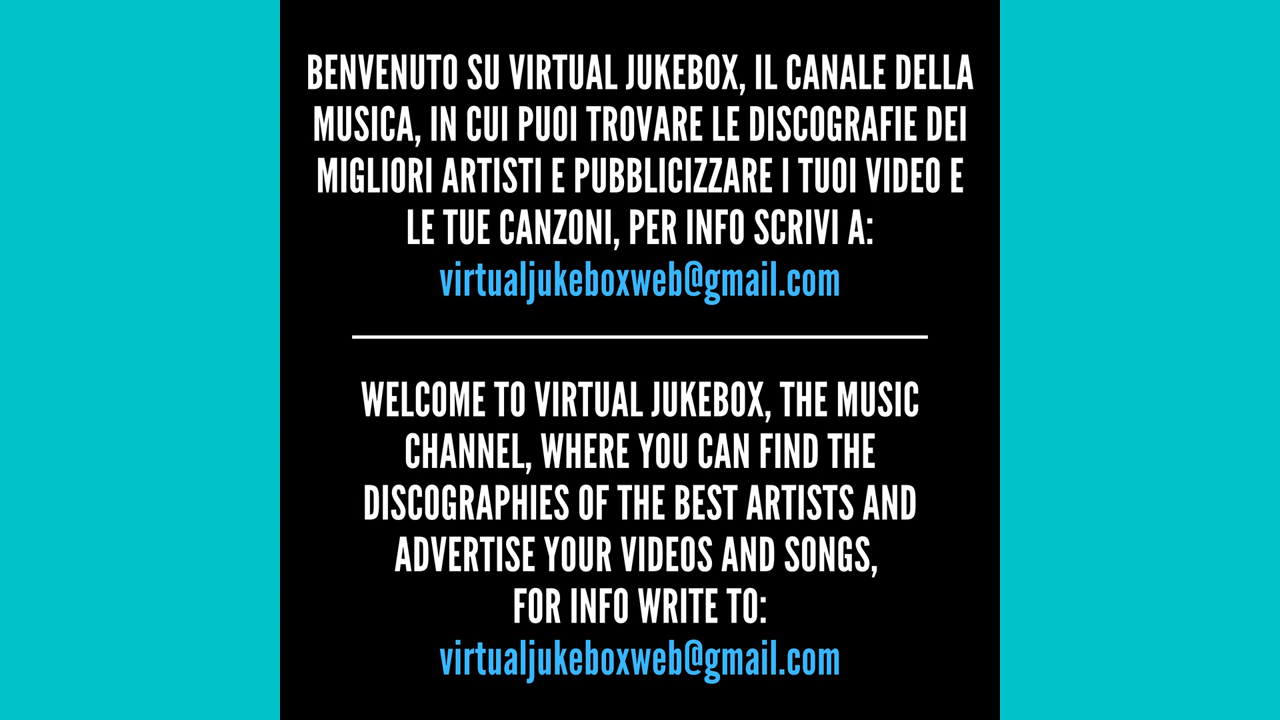 BENVENUTO SU VIRTUAL JUKEBOX, IL CANALE DELLA
MUSICA, IN CUI PUOI TROVARE LE DISCOGRAFIE DEI
MIGLIORI ARTISTI E PUBBLICIZZARE I TUOI VIDEO E
LE TUE CANZONI, PER INFO SCRIVI A:
virtualjukeboxweb@gmail.com
WELCOME TO VIRTUAL JUKEBOX, THE MUSIC
CHANNEL, WHERE YOU CAN FIND THE
DISCOGRAPHIES OF THE BEST ARTISTS AND
ADVERTISE YOUR VIDEOS AND SONGS,
FOR INFO WRITE TO:
virtualjukeboxweb@gmail.com